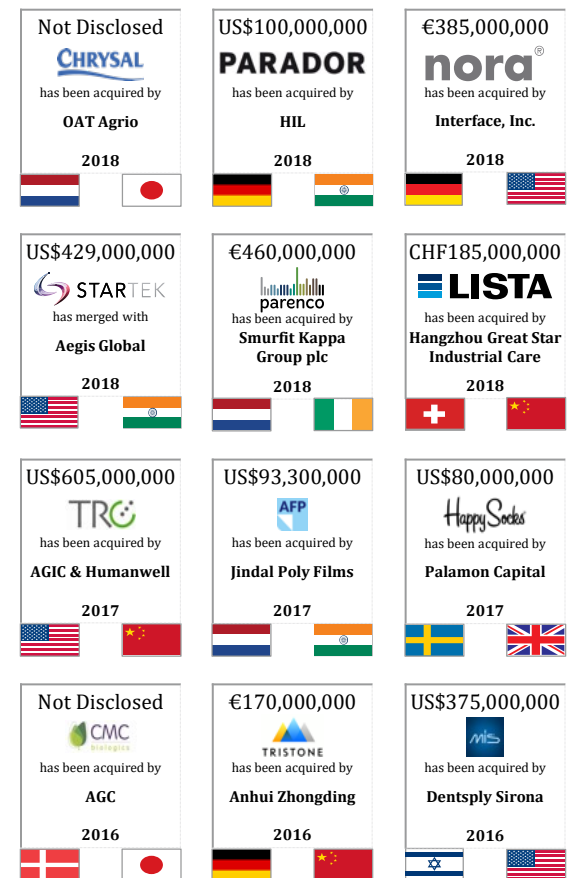 Not Disclosed
CHRYSAL
has been acquired by
OAT Agrio
2018
US$100,000,000
PARADOR
has been acquired by
HIL
2018
€385,000,000
nora®
has been acquired by
Interface, Inc.
2018
US$429,000,000
STARTEK
has merged with
Aegis Global
2018
€460,000,000
parenco
has been acquired by
Smurfit Kappa
Group plc
2018
CHF185,000,000
LISTA
has been acquired by
Hangzhou Great Star
Industrial Care
2018
US$605,000,000
TRC
has been acquired by
AGIC & Humanwell
2017
US$93,300,000
AFP
has been acquired by
Jindal Poly Films
2017
US$80,000,000
Happy Socks
has been acquired by
Palamon Capital
2017
Not Disclosed
CMC
biologics
has been acquired by
AGC
2016
€170,000,000
TRISTONE
has been acquired by
Anhui Zhongding
2016
US$375,000,000
mis
has been acquired by
Dentsply Sirona
2016